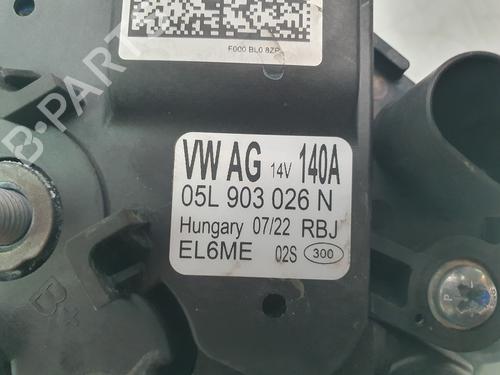 F000 BL0 8ZP
VW AG 14V 140A
05L 903 026 N
Hungary 07/22 RBJ
EL6ME 02S 300
B+
B-PARTS